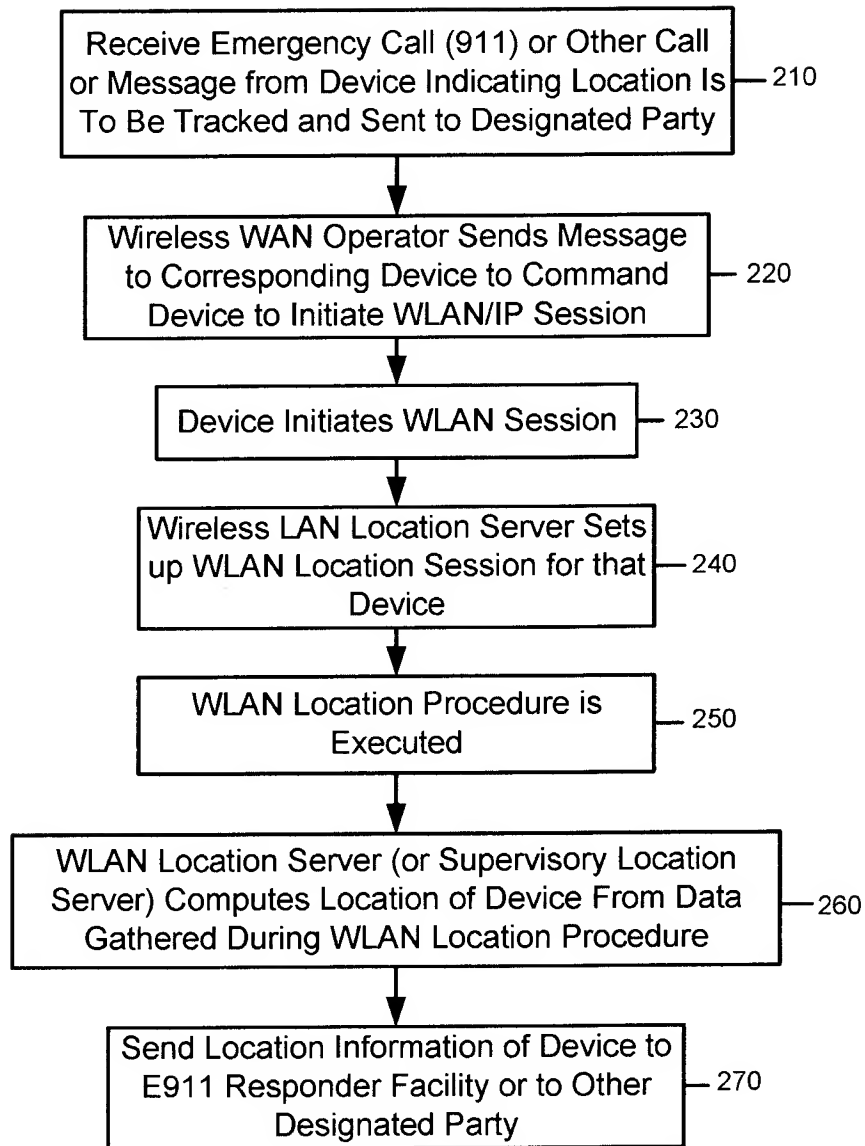 Receive Emergency Call (911) or Other Call
or Message from Device Indicating Location Is
To Be Tracked and Sent to Designated Party
210
Wireless WAN Operator Sends Message
to Corresponding Device to Command
Device to Initiate WLAN/IP Session
220
Device Initiates WLAN Session
230
Wireless LAN Location Server Sets
up WLAN Location Session for that
Device
240
WLAN Location Procedure is
Executed
250
WLAN Location Server (or Supervisory Location
Server) Computes Location of Device From Data
Gathered During WLAN Location Procedure
260
Send Location Information of Device to
E911 Responder Facility or to Other
Designated Party
270